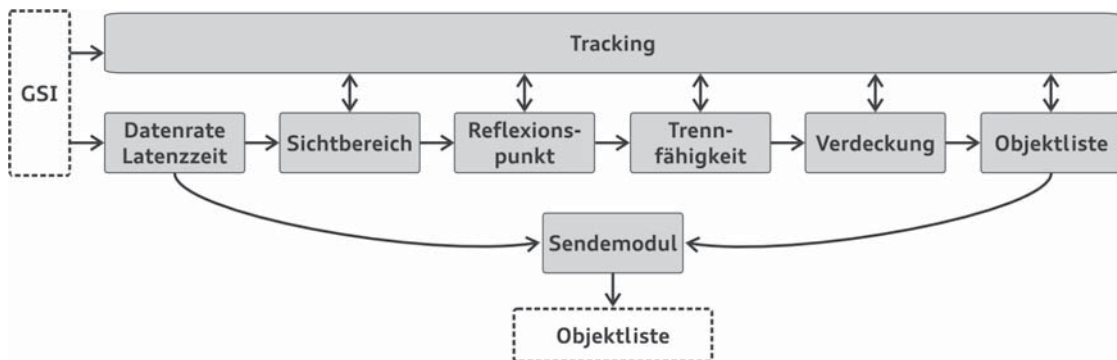 Tracking
GSI
Datenrate
Latenzzeit
Sichtbereich
Reflexions-
punkt
Trenn-
fähigkeit
Verdeckung
Objektliste
Sendemodul
Objektliste